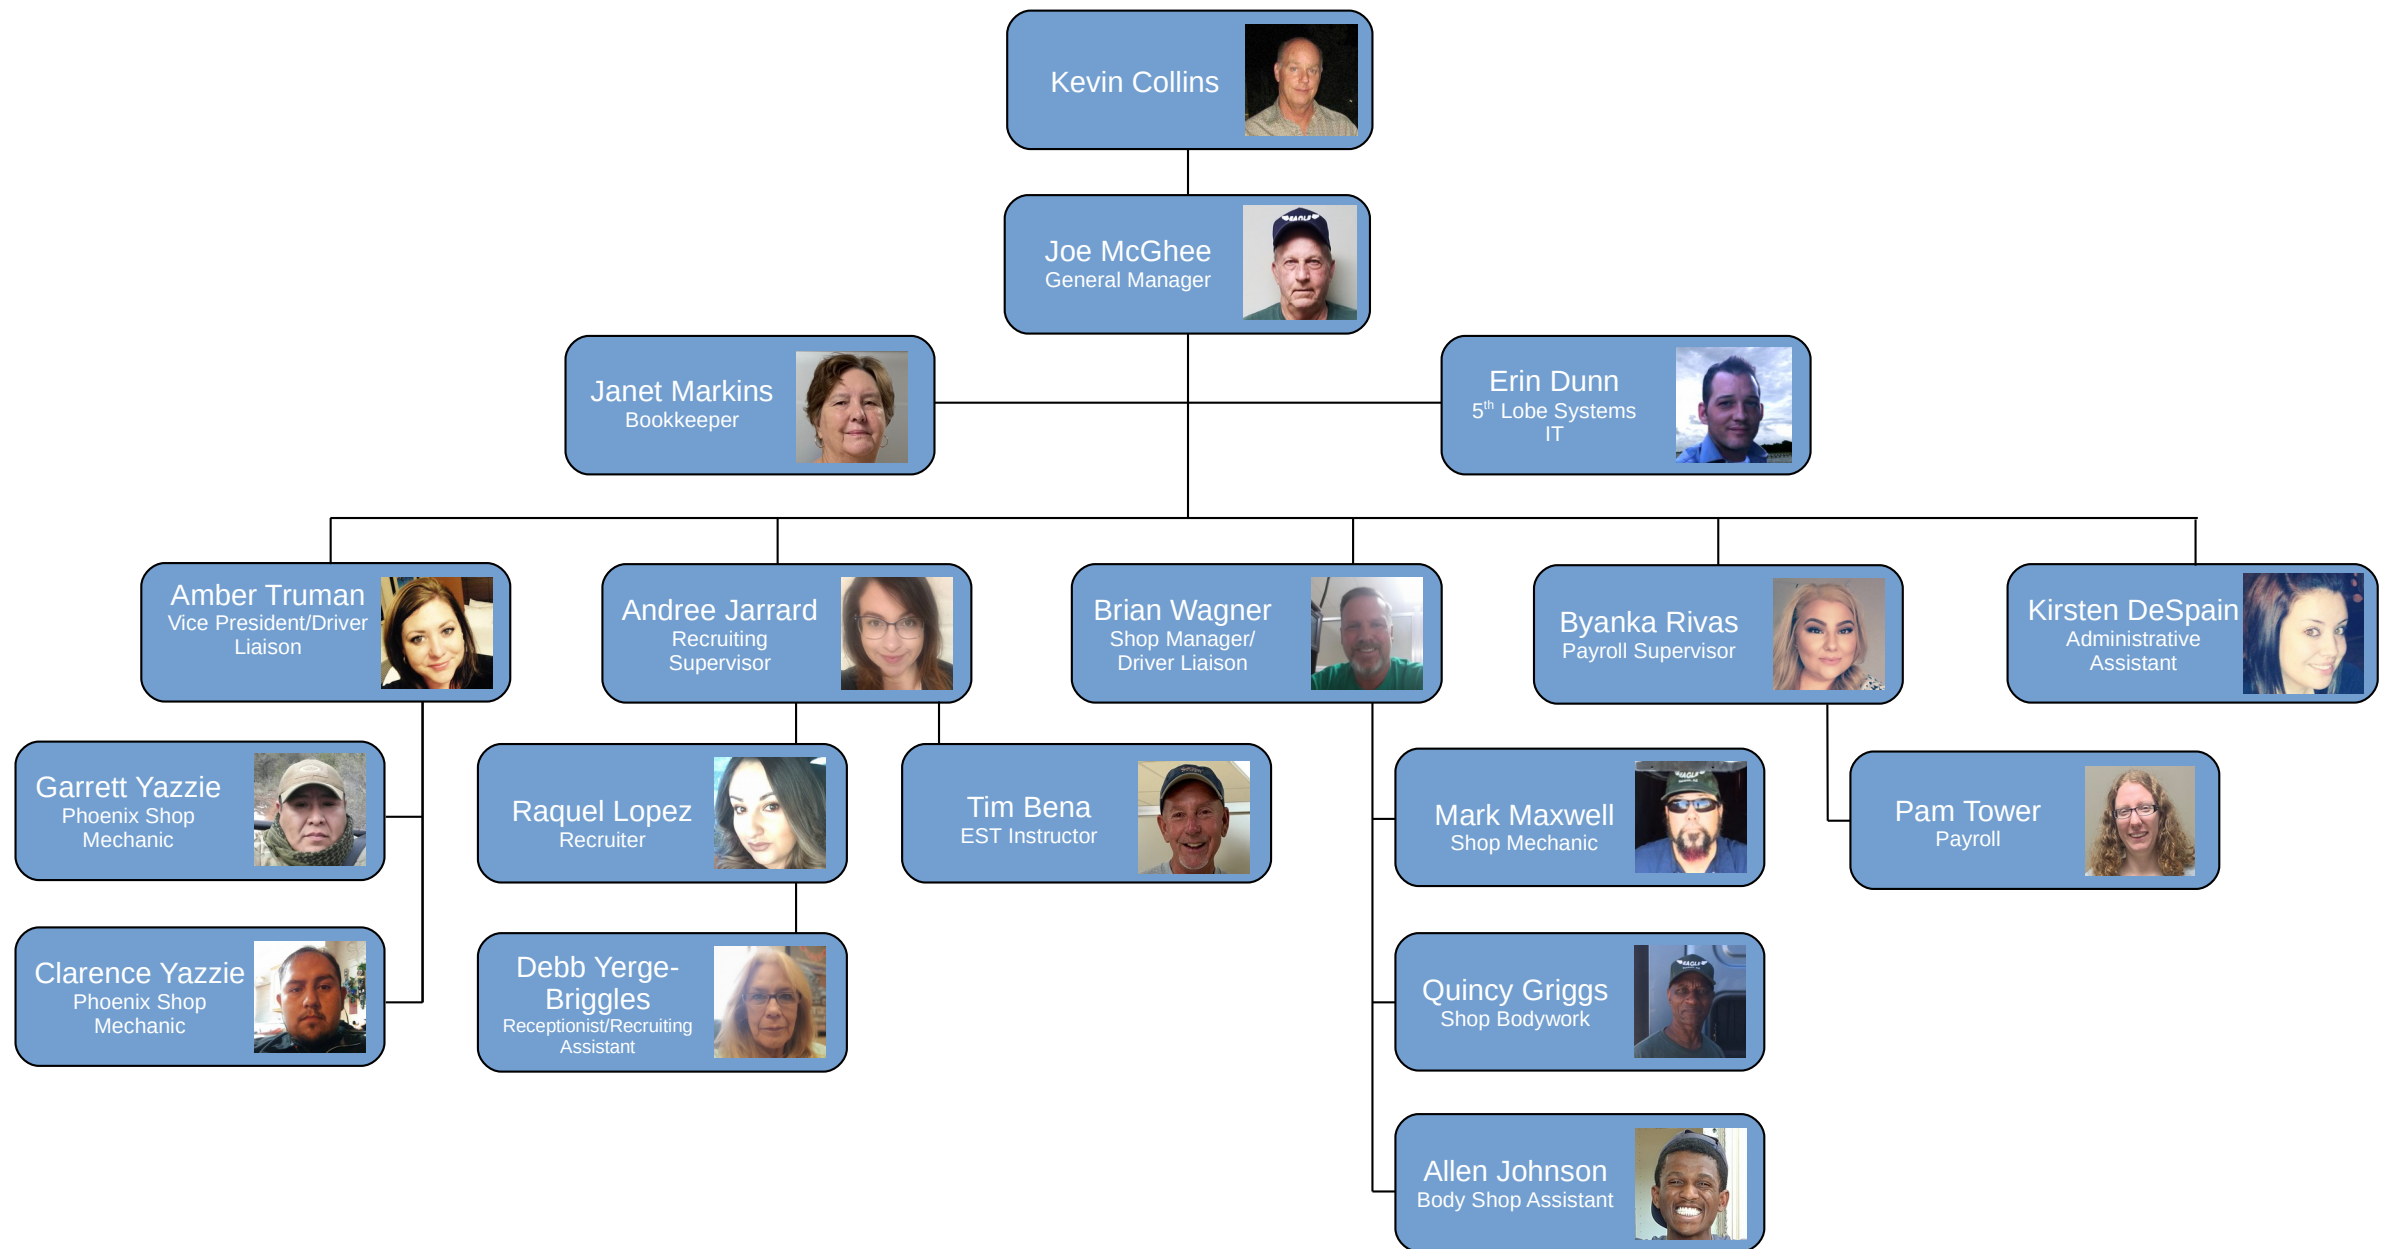 Kevin Collins
Joe McGhee
General Manager
EAGLE
Janet Markins
Bookkeeper
Erin Dunn
5th Lobe Systems
IT
Amber Truman
Vice President/Driver
Liaison
Andree Jarrard
Recruiting
Supervisor
Brian Wagner
Shop Manager/
Driver Liaison
Byanka Rivas
Payroll Supervisor
Kirsten DeSpain
Administrative
Assistant
Garrett Yazzie
Phoenix Shop
Mechanic
Raquel Lopez
Recruiter
Tim Bena
EST Instructor
Mark Maxwell
Shop Mechanic
EAGLE
Pam Tower
Payroll
Clarence Yazzie
Phoenix Shop
Mechanic
Debb Yerge-
Briggles
Receptionist/Recruiting
Assistant
Quincy Griggs
Shop Bodywork
EAGLE
Allen Johnson
Body Shop Assistant